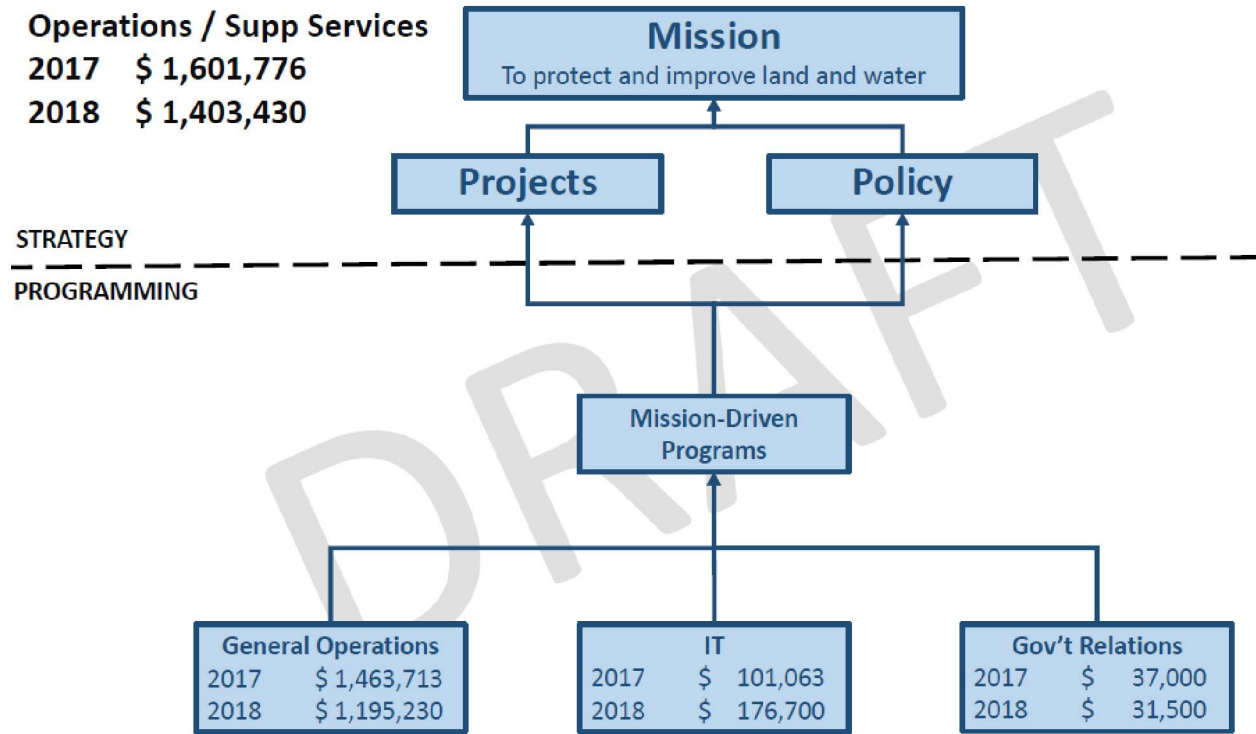 Operations / Supp Services
2017 $ 1,601,776
2018 $ 1,403,430
Mission
To protect and improve land and water
Projects
Policy
STRATEGY
PROGRAMMING
DRAFT
Mission-Driven
Programs
General Operations
2017 $ 1,463,713
2018 $ 1,195,230
IT
2017 $ 101,063
2018 $ 176,700
Gov't Relations
2017 $ 37,000
2018 $ 31,500